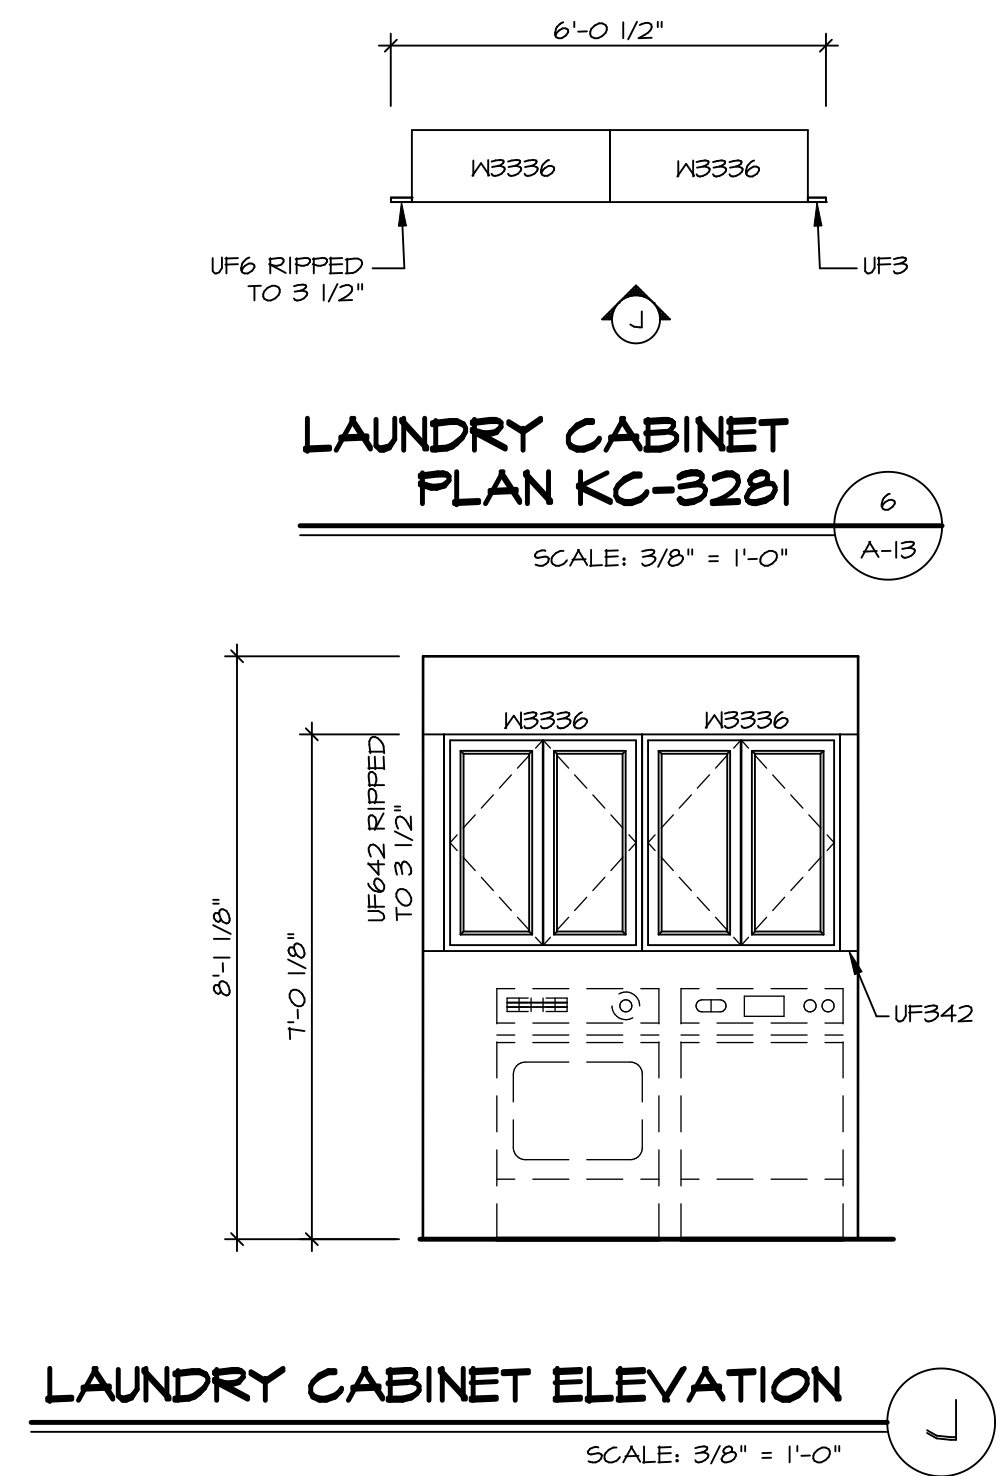 6'-0 1/2"
W3336 W3336
UF6 RIPPED
TO 3 1/2"
UF3
J
LAUNDRY CABINET
PLAN KC-3281
6
A-13
SCALE: 3/8" = 1'-0"
W3336 W3336
UF642 RIPPED
TO 3 1/2"
8'-1 1/8"
7'-0 1/8"
UF342
LAUNDRY CABINET ELEVATION
J
SCALE: 3/8" = 1'-0"